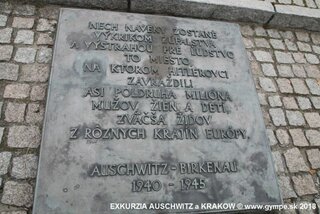 NECH NAVEKY ZOSTANE
VÝKRIKOM ZÚFALSTVA
A VÝSTRAHOU PRE ĽUDSTVO
TO MIESTO,
NA KTOROM HITLEROVCI
ZAVRAŽDILI
ASI POLDRUHA MILIÓNA
MUŽOV, ŽIEN A DETÍ,
ZVÄČŠA ŽIDOV
Z RÔZNYCH KRAJÍN EURÓPY.
AUSCHWITZ-BIRKENAU
1940 - 1945
EXKURZIA AUSCHWITZ a KRAKOW © www.gympe.sk 2018